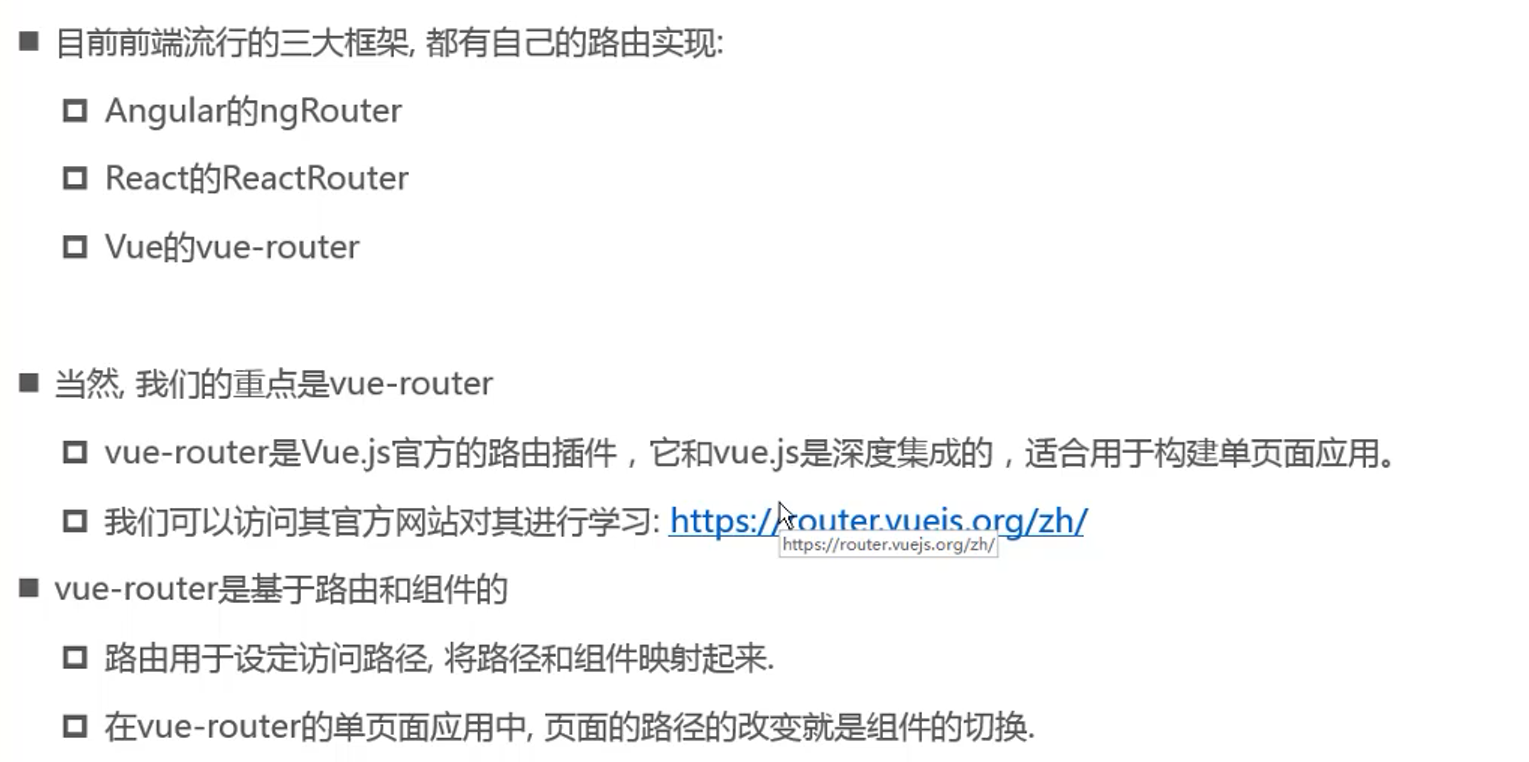 目前前端流行的三大框架, 都有自己的路由实现:
Angular的ngRouter
React的ReactRouter
Vue的vue-router
当然, 我们的重点是vue-router
vue-router是Vue.js官方的路由插件，它和vue.js是深度集成的，适合用于构建单页面应用。
我们可以访问其官方网站对其进行学习: https://router.vuejs.org/zh/
https://router.vuejs.org/zh/
vue-router是基于路由和组件的
路由用于设定访问路径, 将路径和组件映射起来.
在vue-router的单页面应用中, 页面的路径的改变就是组件的切换.